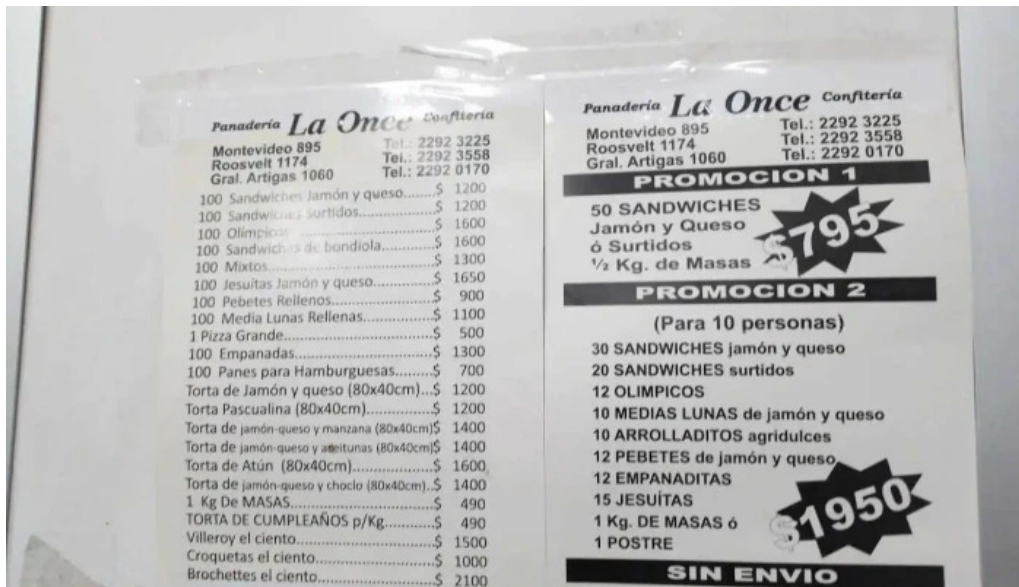 Panadería La Once Confitería
Montevideo 895 Tel.: 2292 3225
Roosvelt 1174 Tel.: 2292 3558
Gral. Artigas 1060 Tel.: 2292 0170
100 Sandwiches Jamón y queso.......$ 1200
100 Sandwiches Surtidos................$ 1200
100 Olímpicos................................$ 1600
100 Sandwiches de bondiola...........$ 1600
100 Mixtos....................................$ 1300
100 Jesuítas Jamón y queso............$ 1650
100 Pebetes Rellenos.....................$ 900
100 Media Lunas Rellenas...............$ 1100
1 Pizza Grande...............................$ 500
100 Empanadas.............................$ 1300
100 Panes para Hamburguesas.........$ 700
Torta de Jamón y queso (80x40cm)...$ 1200
Torta Pascualina (80x40cm)..............$ 1200
Torta de jamón-queso y manzana (80x40cm)$ 1400
Torta de jamón-queso y aceitunas (80x40cm)$ 1400
Torta de Atún (80x40cm).................$ 1600
Torta de jamón-queso y choclo (80x40cm)..$ 1400
1 Kg De MASAS..............................$ 490
TORTA DE CUMPLEAÑOS p/Kg..........$ 490
Villeroy el ciento.............................$ 1500
Croquetas el ciento.........................$ 1000
Brochettes el ciento........................$ 2100
Panadería La Once Confitería
Montevideo 895 Tel.: 2292 3225
Roosvelt 1174 Tel.: 2292 3558
Gral. Artigas 1060 Tel.: 2292 0170
PROMOCION 1
50 SANDWICHES
Jamón y Queso
ó Surtidos
½ Kg. de Masas
$795
PROMOCION 2
(Para 10 personas)
30 SANDWICHES jamón y queso
20 SANDWICHES surtidos
12 OLIMPICOS
10 MEDIAS LUNAS de jamón y queso
10 ARROLLADITOS agridulces
12 PEBETES de jamón y queso
12 EMPANADITAS
15 JESUÍTAS
1 Kg. DE MASAS ó
1 POSTRE
$1950
SIN ENVIO